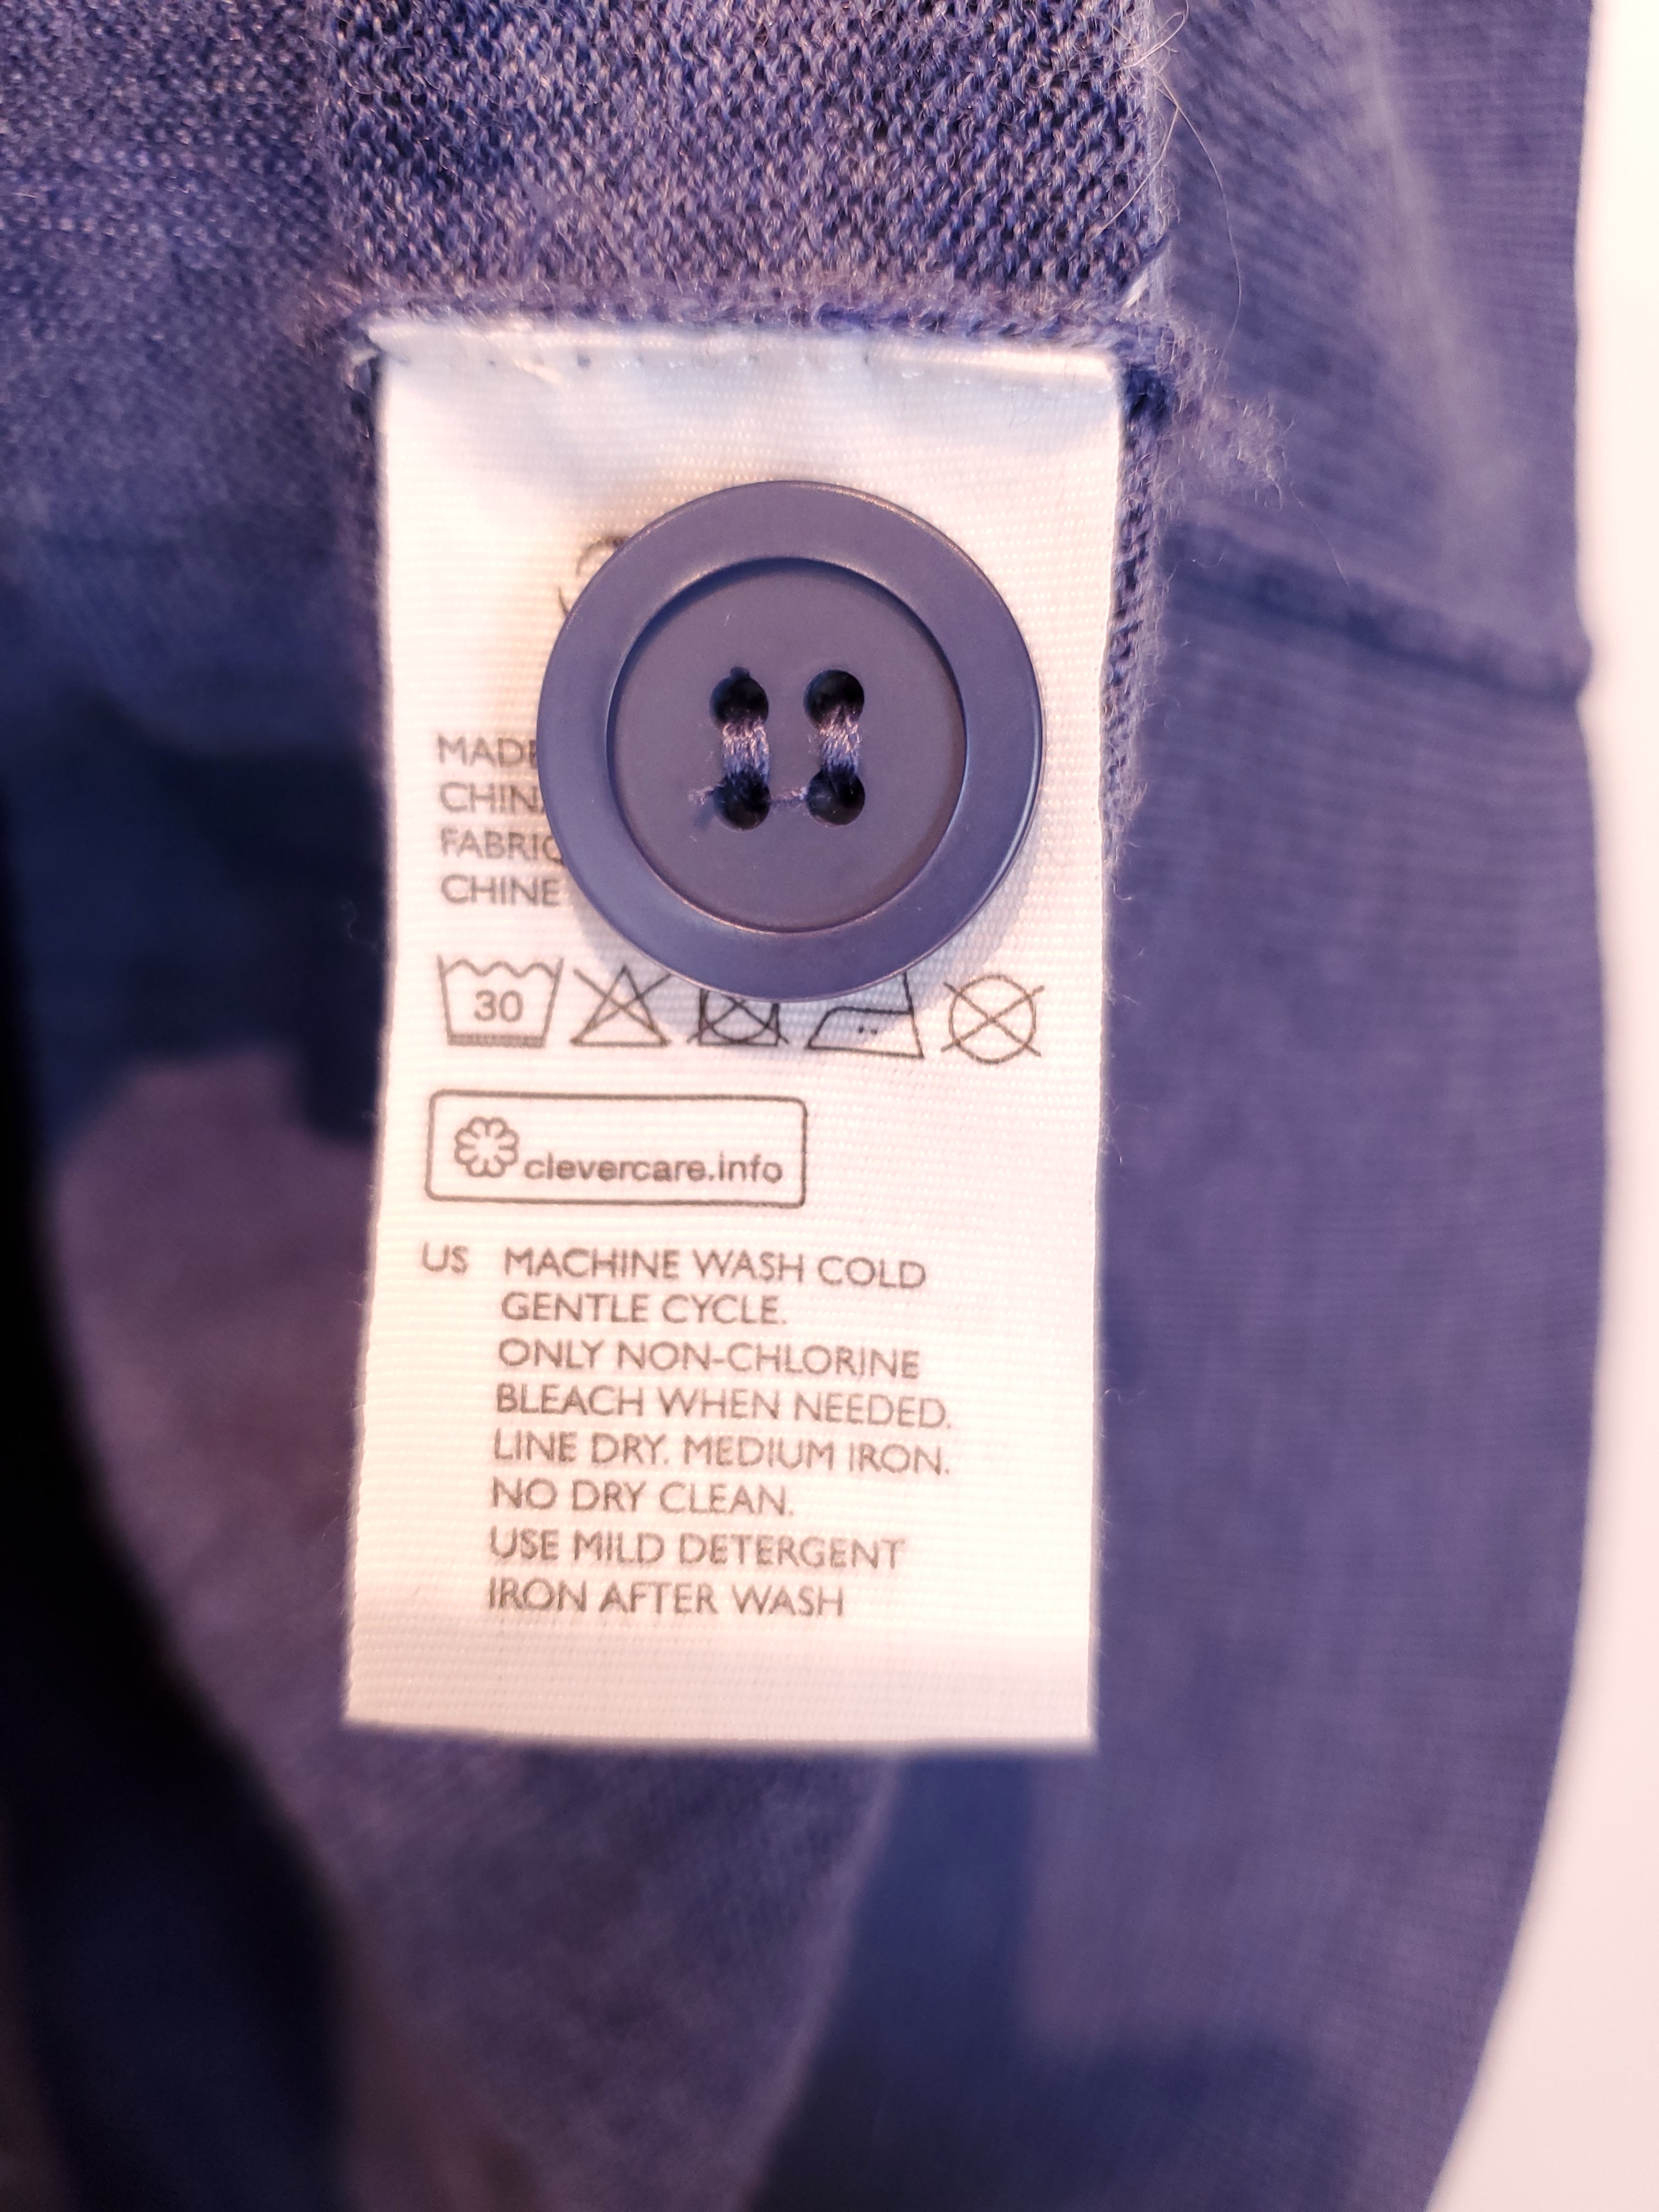 MADE
CHINA
FABRIQ
CHINE
30
clevercare.info
US MACHINE WASH COLD
GENTLE CYCLE.
ONLY NON-CHLORINE
BLEACH WHEN NEEDED.
LINE DRY. MEDIUM IRON.
NO DRY CLEAN.
USE MILD DETERGENT
IRON AFTER WASH